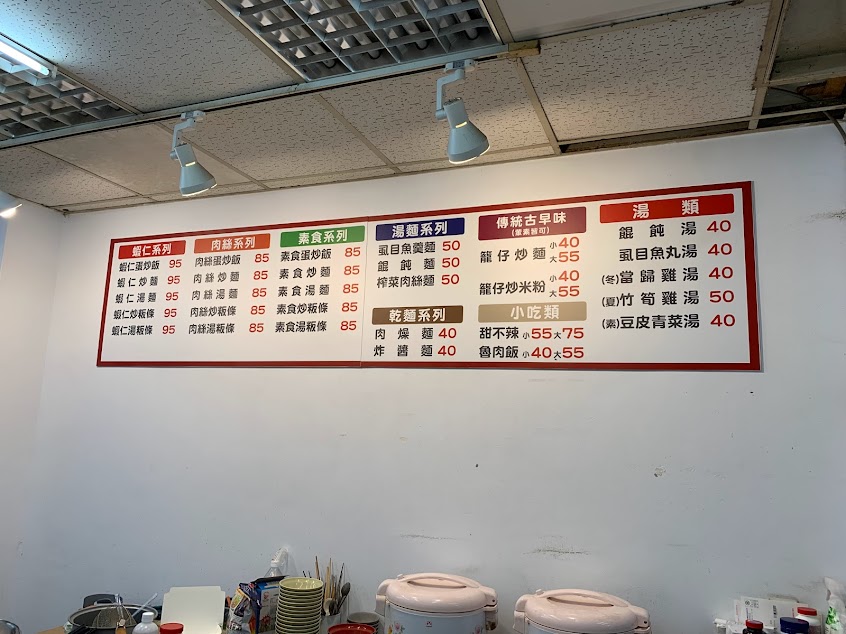 蝦仁系列
蝦仁蛋炒飯 95
蝦仁炒麵 95
蝦仁湯麵 95
蝦仁炒粄條 95
蝦仁湯粄條 95
肉絲系列
肉絲蛋炒飯 85
肉絲炒麵 85
肉絲湯麵 85
肉絲炒粄條 85
肉絲湯粄條 85
素食系列
素食蛋炒飯 85
素食炒麵 85
素食湯麵 85
素食炒粄條 85
素食湯粄條 85
湯麵系列
虱目魚羹麵 50
餛飩麵 50
榨菜肉絲麵 50
乾麵系列
肉燥麵 40
炸醬麵 40
傳統古早味
(葷素皆可)
籠仔炒麵 小40 大55
籠仔炒米粉 小40 大55
小吃類
甜不辣 小55大75
魯肉飯 小40大55
湯類
餛飩湯 40
虱目魚丸湯 40
(冬)當歸雞湯 40
(夏)竹筍雞湯 50
(素)豆皮青菜湯 40